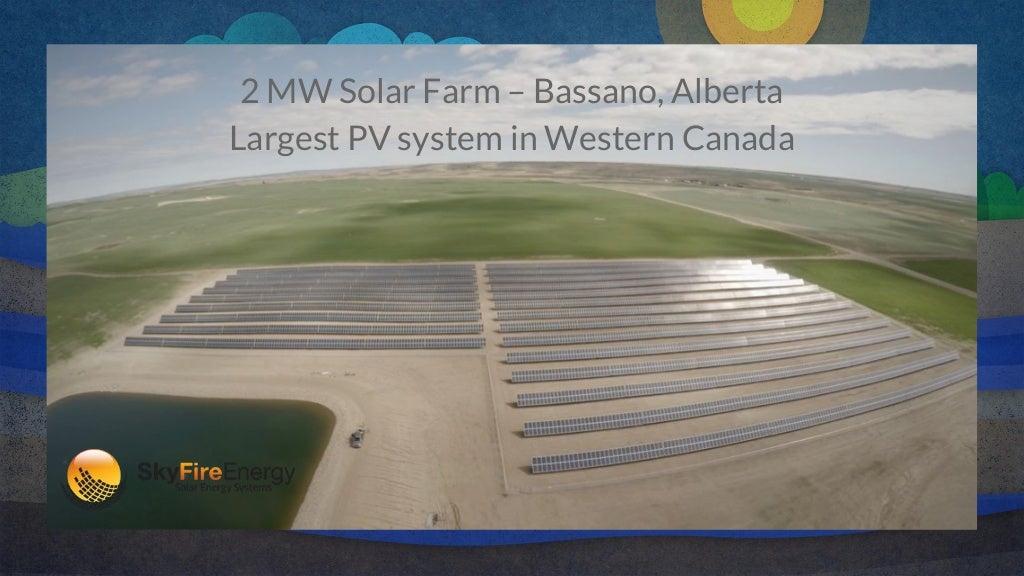 2 MW Solar Farm – Bassano, Alberta
Largest PV system in Western Canada
SkyFireEnergy
Solar Energy Systems